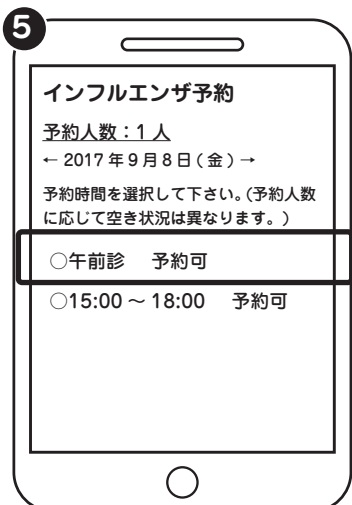 5
インフルエンザ予約
予約人数：1人
← 2017年9月8日(金) →
予約時間を選択して下さい。(予約人数
に応じて空き状況は異なります。)
○午前診　予約可
○15:00 ～ 18:00　予約可